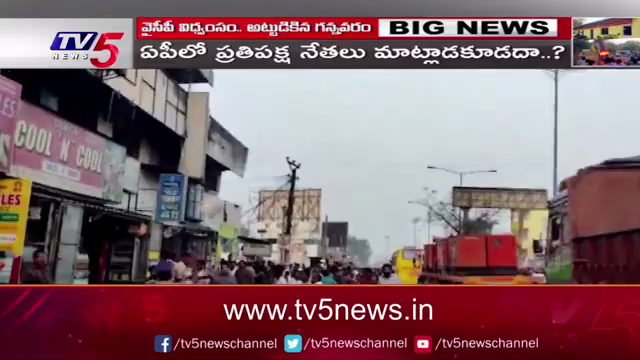 TV5
NEWS
వైసీపీ విధ్వంసం.. అట్టుడికిన గన్నవరం
BIG NEWS
ఏపీలో ప్రతిపక్ష నేతలు మాట్లాడకూడదా..?
COOL 'N' COOL
www.tv5news.in
/tv5newschannel
/tv5newschannel
/tv5newschannel